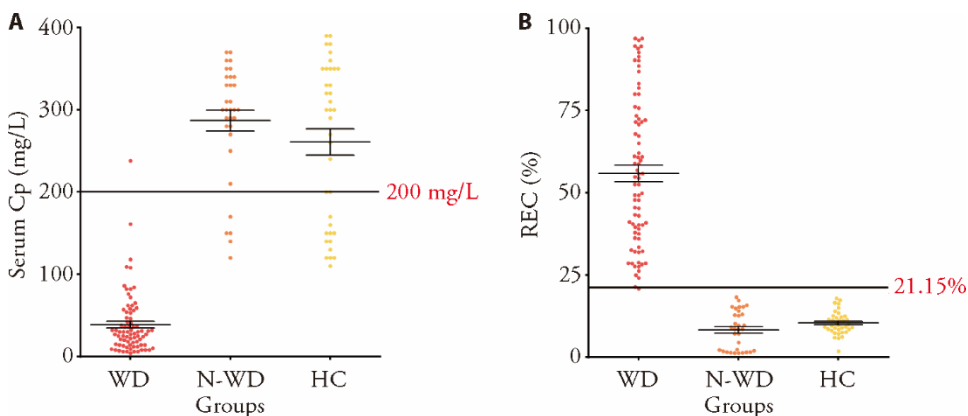 A
Serum Cp (mg/L)
400
300
200
100
0
200 mg/L
WD N-WD HC
Groups
B
REC (%)
100
75
50
25
0
21.15%
WD N-WD HC
Groups